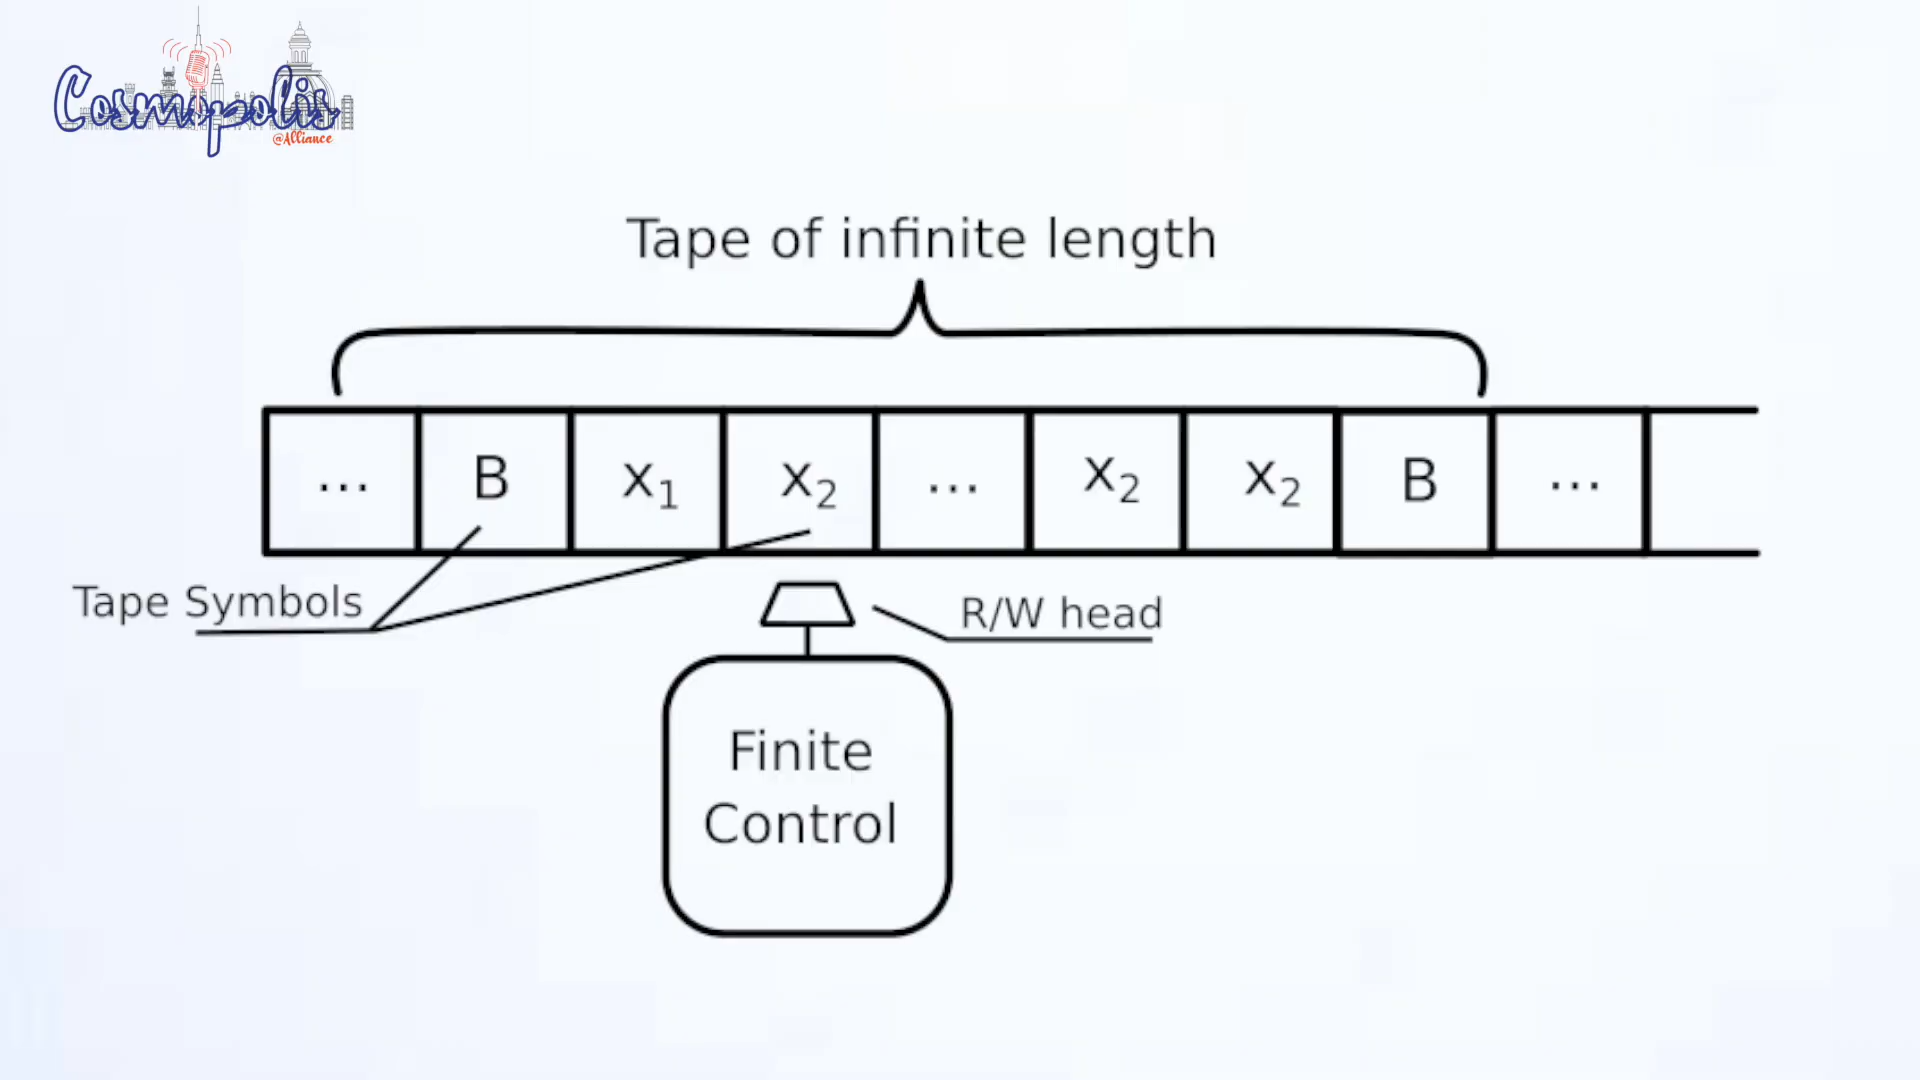 Cosmopolis
@Alliance
Tape of infinite length
... B x₁ x₂ ... x₂ x₂ B ...
Tape Symbols
R/W head
Finite
Control